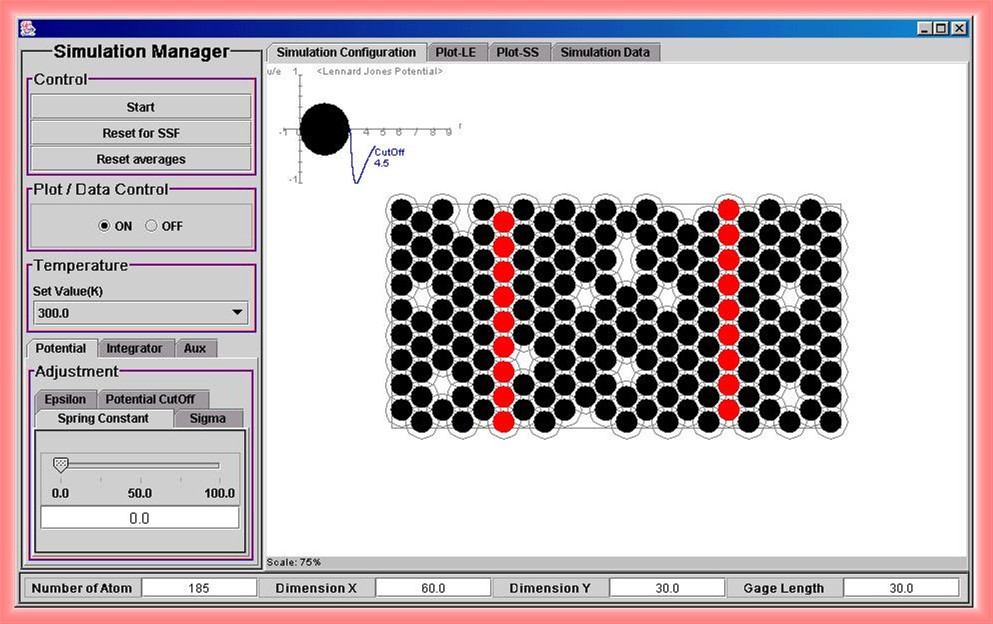 Simulation Manager
Control
Start
Reset for SSF
Reset averages
Plot / Data Control
ON OFF
Temperature
Set Value(K)
300.0
Potential Integrator Aux
Adjustment
Epsilon Potential CutOff
Spring Constant Sigma
0.0 50.0 100.0
0.0
Simulation Configuration Plot-LE Plot-SS Simulation Data
u/e 1 <Lennard Jones Potential>
-1 4 5 6 7 8 9 r
CutOff
4.5
-1
Scale: 75%
Number of Atom 185 Dimension X 60.0 Dimension Y 30.0 Gage Length 30.0